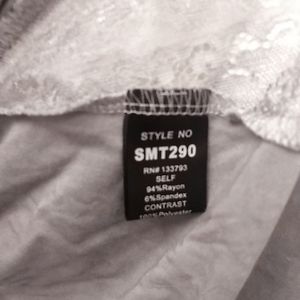 STYLE NO
SMT290
RN# 133793
SELF
94%Rayon
6%Spandex
CONTRAST
100% Polyester